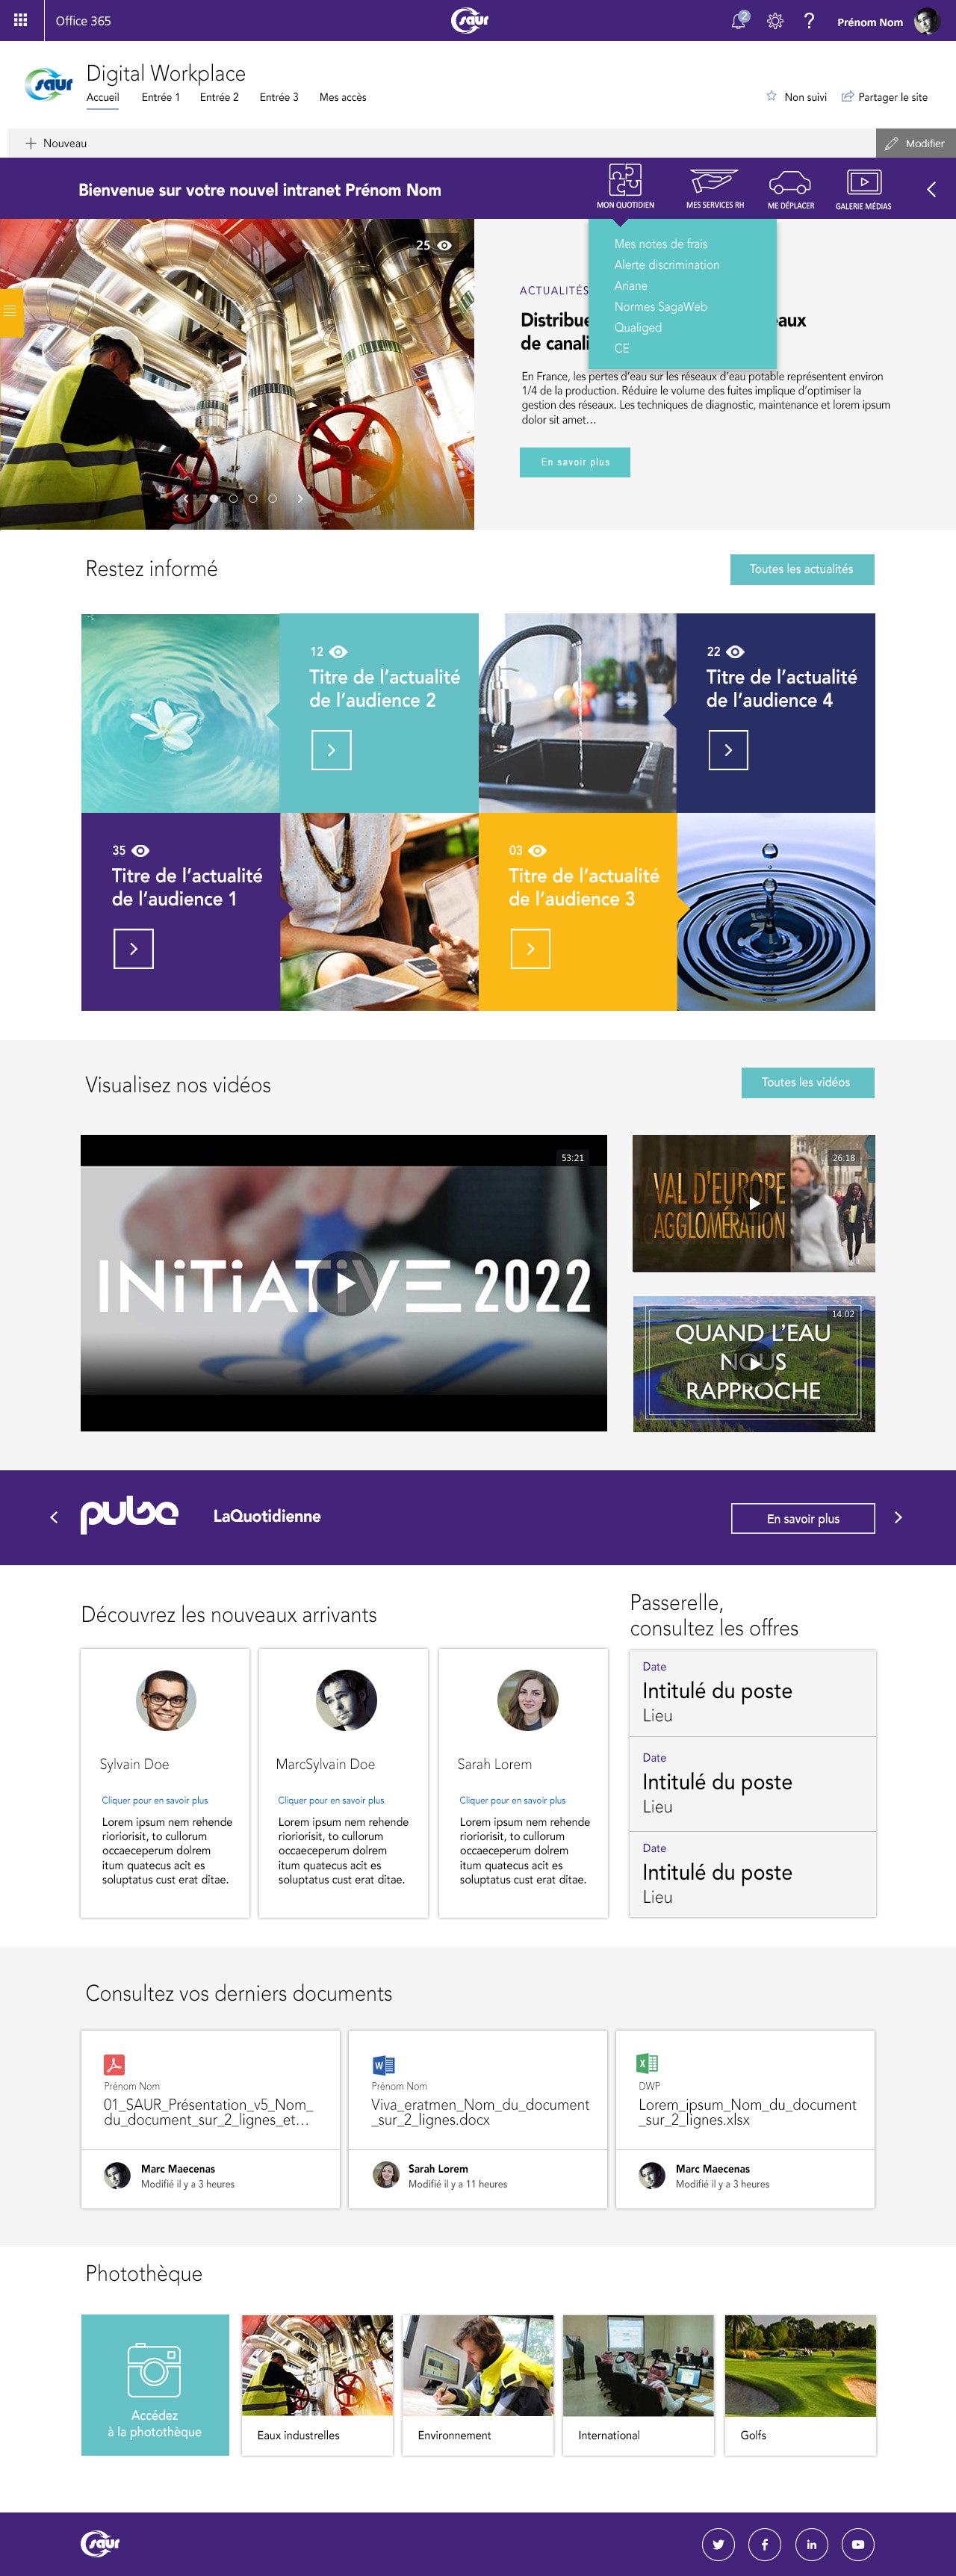 Office 365
saur
2
Prénom Nom
saur
Digital Workplace
Accueil
Entrée 1
Entrée 2
Entrée 3
Mes accès
Non suivi
Partager le site
Nouveau
Modifier
Bienvenue sur votre nouvel intranet Prénom Nom
MON QUOTIDIEN
MES SERVICES RH
ME DÉPLACER
GALERIE MÉDIAS
25
Mes notes de frais
Alerte discrimination
Ariane
Normes SagaWeb
Qualiged
CE
ACTUALITÉS
En France, les pertes d'eau sur les réseaux d'eau potable représentent environ
1/4 de la production. Réduire le volume des fuites implique d'optimiser la
gestion des réseaux. Les techniques de diagnostic, maintenance et lorem ipsum
dolor sit amet…
En savoir plus
Restez informé
Toutes les actualités
12
Titre de l'actualité
de l'audience 2
22
Titre de l'actualité
de l'audience 4
35
Titre de l'actualité
de l'audience 1
03
Titre de l'actualité
de l'audience 3
Visualisez nos vidéos
Toutes les vidéos
53:21
INiTiATIVE 2022
26:18
VAL D'EUROPE
AGGLOMÉRATION
14:02
QUAND L'EAU
NOUS
RAPPROCHE
pulse
LaQuotidienne
En savoir plus
Découvrez les nouveaux arrivants
Sylvain Doe
Cliquer pour en savoir plus
Lorem ipsum nem rehende
rioriorisit, to cullorum
occaeceperum dolrem
itum quatecus acit es
soluptatus cust erat ditae.
MarcSylvain Doe
Cliquer pour en savoir plus
Lorem ipsum nem rehende
rioriorisit, to cullorum
occaeceperum dolrem
itum quatecus acit es
soluptatus cust erat ditae.
Sarah Lorem
Cliquer pour en savoir plus
Lorem ipsum nem rehende
rioriorisit, to cullorum
occaeceperum dolrem
itum quatecus acit es
soluptatus cust erat ditae.
Passerelle,
consultez les offres
Date
Intitulé du poste
Lieu
Date
Intitulé du poste
Lieu
Date
Intitulé du poste
Lieu
Consultez vos derniers documents
Prénom Nom
01_SAUR_Présentation_v5_Nom_
du_document_sur_2_lignes_et…
Marc Maecenas
Modifié il y a 3 heures
Prénom Nom
Viva_eratmen_Nom_du_document
_sur_2_lignes.docx
Sarah Lorem
Modifié il y a 11 heures
DWP
Lorem_ipsum_Nom_du_document
_sur_2_lignes.xlsx
Marc Maecenas
Modifié il y a 3 heures
Photothèque
Accédez
à la photothèque
Eaux industrelles
Environnement
International
Golfs
saur